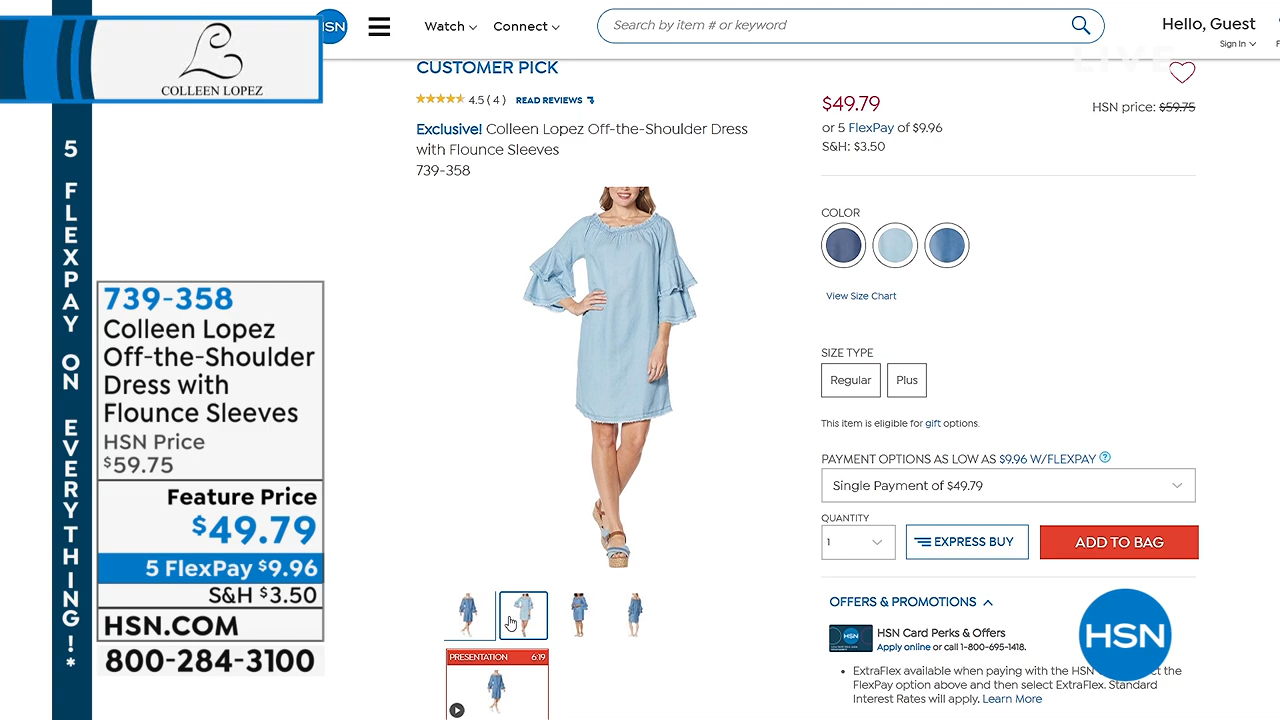 COLLEEN LOPEZ
5 FLEXPAY ON EVERYTHING!*
739-358
Colleen Lopez
Off-the-Shoulder
Dress with
Flounce Sleeves
HSN Price
$59.75
Feature Price
$49.79
5 FlexPay $9.96
S&H $3.50
HSN.COM
800-284-3100
HSN
Watch
Connect
Search by item # or keyword
Hello, Guest
Sign In
LIVE
CUSTOMER PICK
4.5 ( 4 ) READ REVIEWS
Exclusive! Colleen Lopez Off-the-Shoulder Dress
with Flounce Sleeves
739-358
PRESENTATION 6:19
$49.79
HSN price: $59.75
or 5 FlexPay of $9.96
S&H: $3.50
COLOR
View Size Chart
SIZE TYPE
Regular
Plus
This item is eligible for gift options.
PAYMENT OPTIONS AS LOW AS $9.96 W/FLEXPAY ?
Single Payment of $49.79
QUANTITY
1
EXPRESS BUY
ADD TO BAG
OFFERS & PROMOTIONS
HSN
HSN Card Perks & Offers
Apply online or call 1-800-695-1418.
• ExtraFlex available when paying with the HSN ct the
FlexPay option above and then select ExtraFlex. Standard
Interest Rates will apply. Learn More
HSN